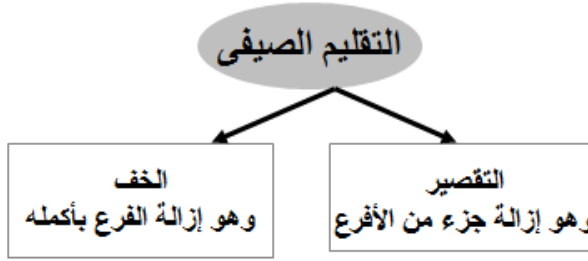 التقليم الصيفى
التقصير
وهو إزالة جزء من الأفرع
الخف
وهو إزالة الفرع بأكمله